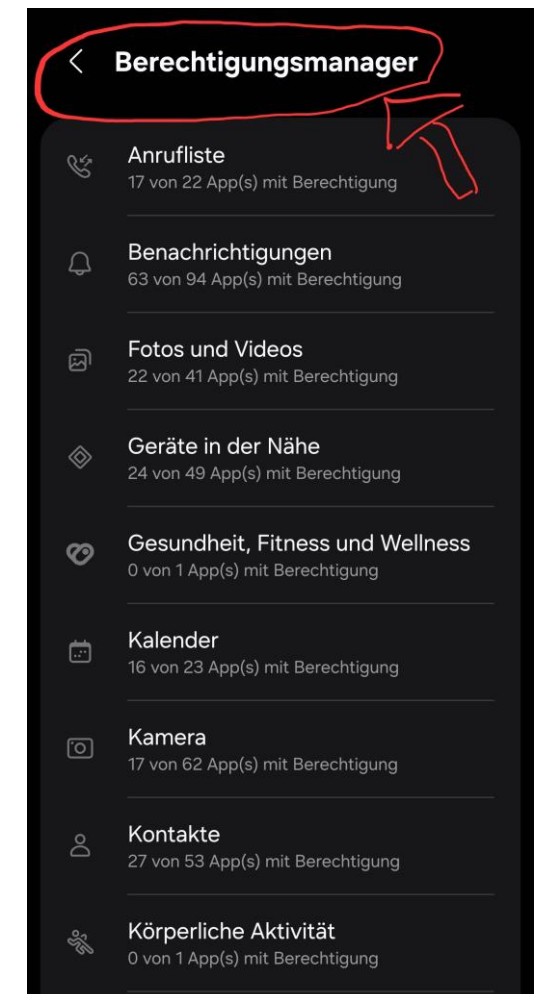 Berechtigungsmanager
Anrufliste
17 von 22 App(s) mit Berechtigung
Benachrichtigungen
63 von 94 App(s) mit Berechtigung
Fotos und Videos
22 von 41 App(s) mit Berechtigung
Geräte in der Nähe
24 von 49 App(s) mit Berechtigung
Gesundheit, Fitness und Wellness
0 von 1 App(s) mit Berechtigung
Kalender
16 von 23 App(s) mit Berechtigung
Kamera
17 von 62 App(s) mit Berechtigung
Kontakte
27 von 53 App(s) mit Berechtigung
Körperliche Aktivität
0 von 1 App(s) mit Berechtigung